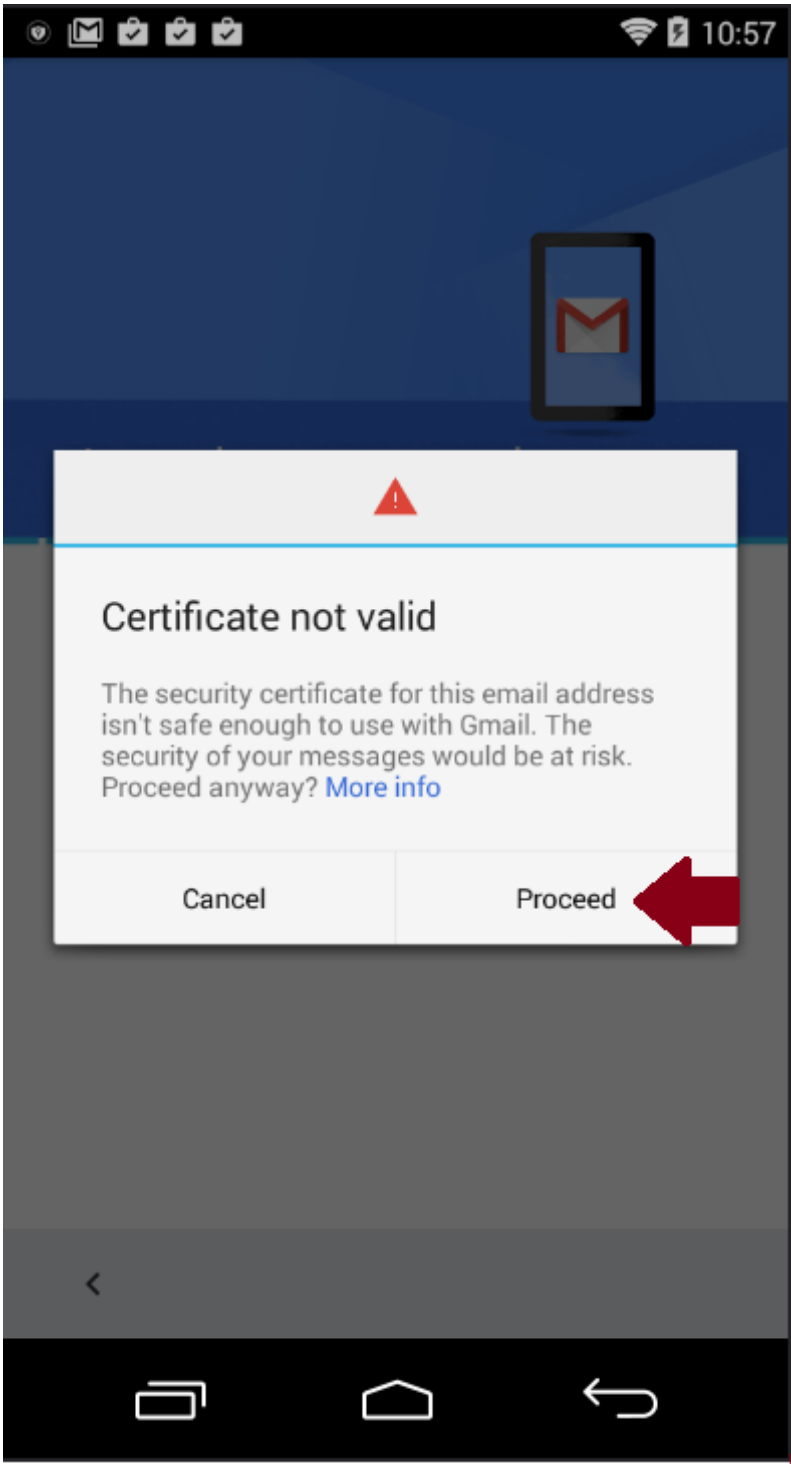 10:57
Certificate not valid
The security certificate for this email address
isn't safe enough to use with Gmail. The
security of your messages would be at risk.
Proceed anyway? More info
Cancel
Proceed